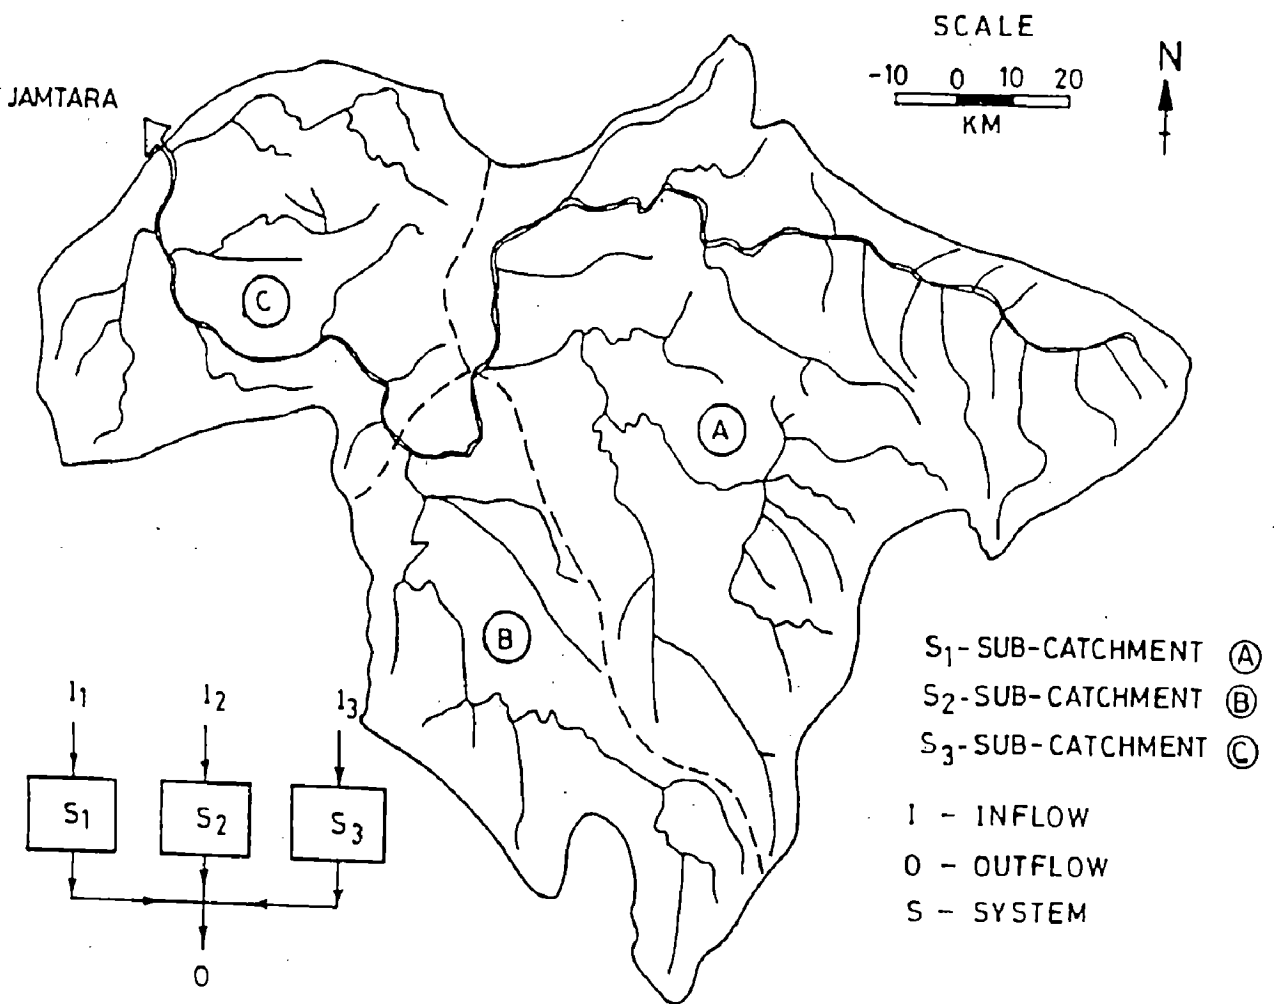 SCALE
-10 0 10 20
KM
N
JAMTARA
C
A
B
S1-SUB-CATCHMENT A
S2-SUB-CATCHMENT B
S3-SUB-CATCHMENT C
I - INFLOW
O - OUTFLOW
S - SYSTEM
I1 I2 I3
S1 S2 S3
O